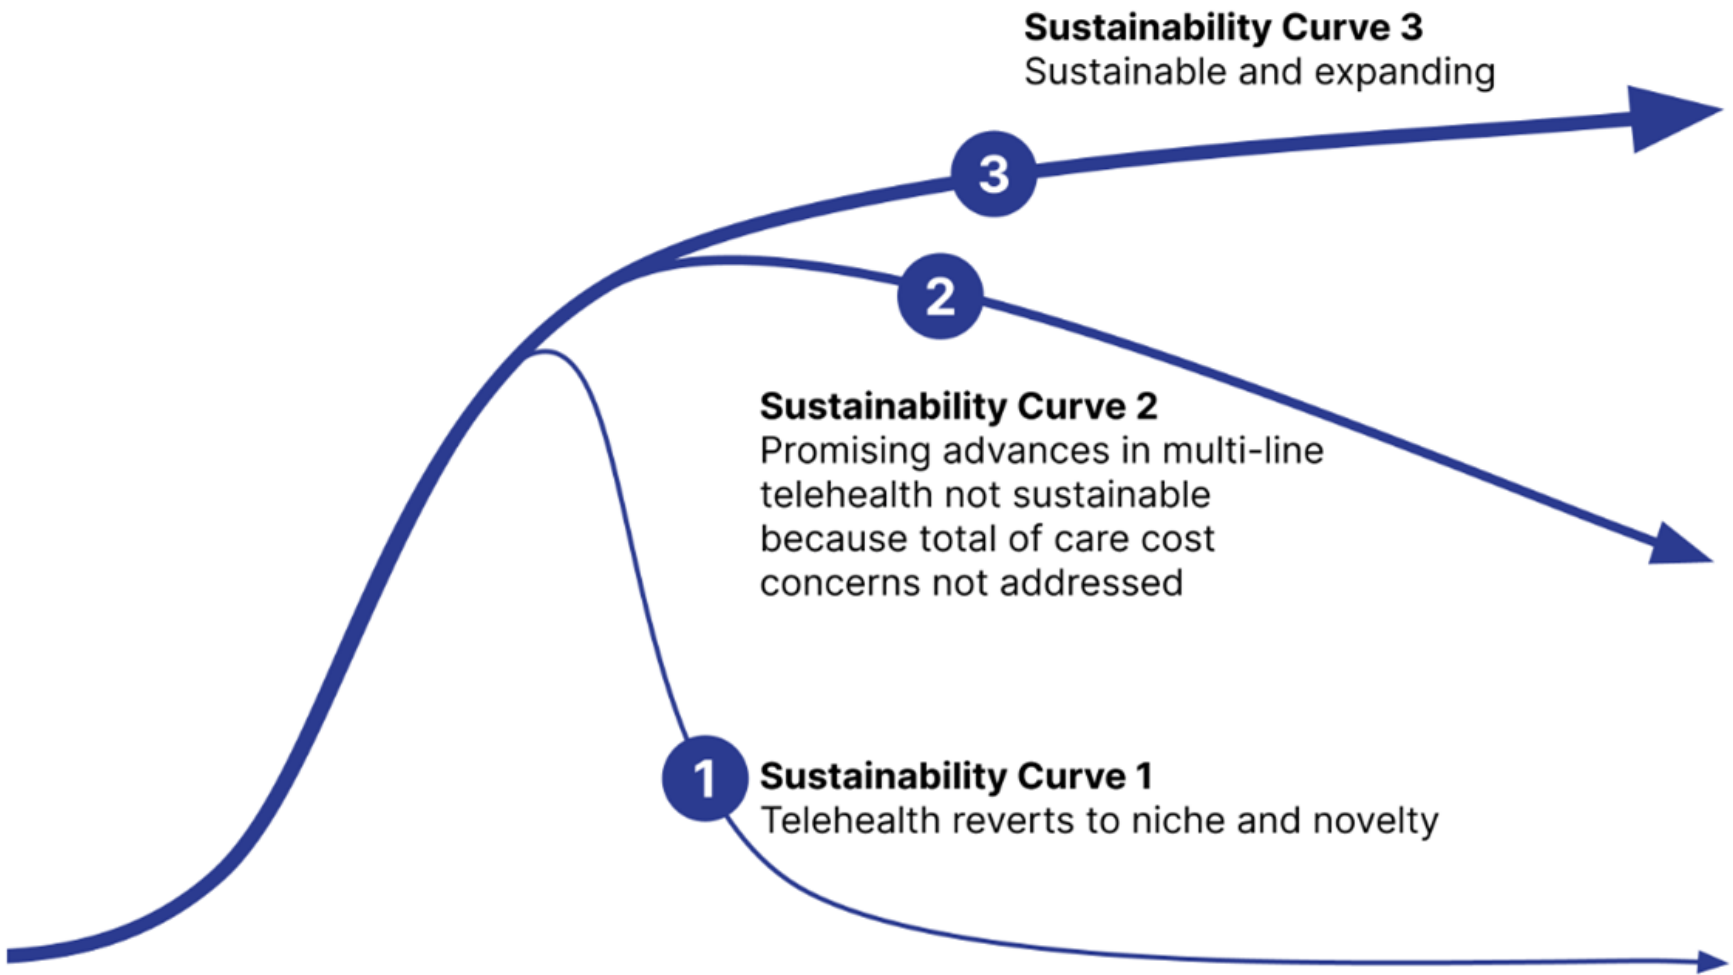 Sustainability Curve 3
Sustainable and expanding
3
2
Sustainability Curve 2
Promising advances in multi-line
telehealth not sustainable
because total of care cost
concerns not addressed
1
Sustainability Curve 1
Telehealth reverts to niche and novelty